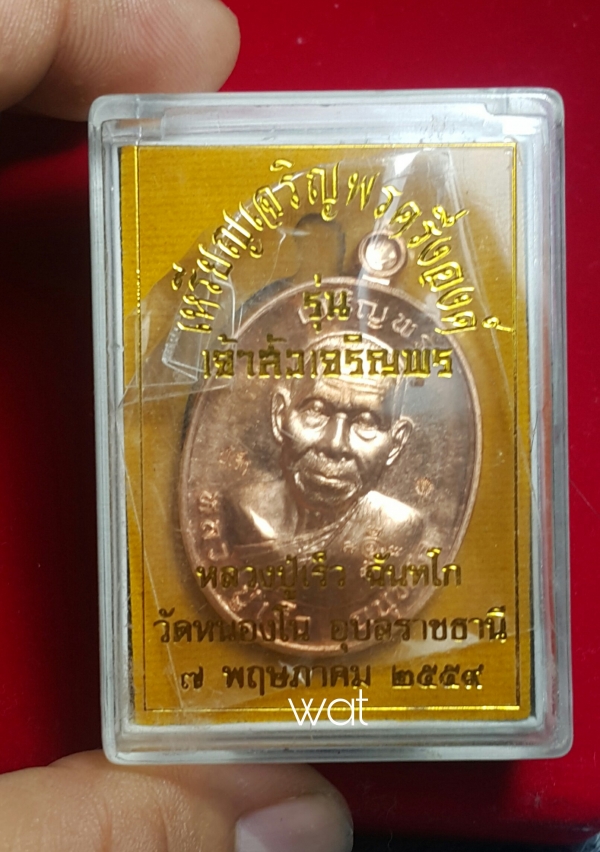 เหรียญเจริญพรครึ่งองค์
รุ่น
เจ้าสัวเจริญพร
หลวงปู่เร็ว ฉันทโก
วัดหนองโน อุบลราชธานี
๗ พฤษภาคม ๒๕๕๙
wat